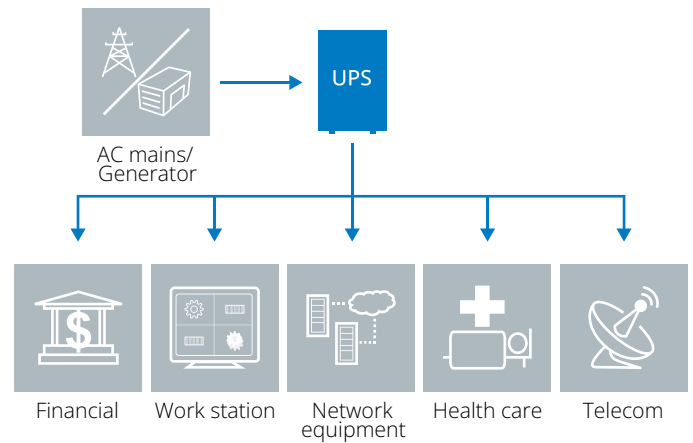 UPS
AC mains/
Generator
$
Financial
Work station
Network
equipment
Health care
Telecom